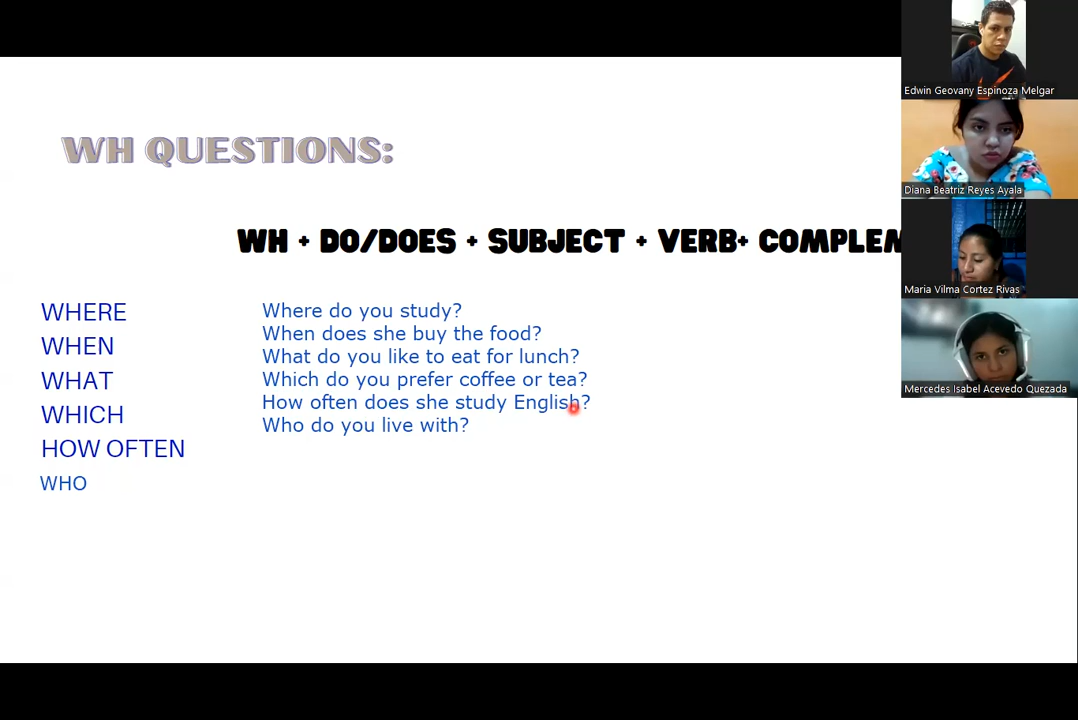 WH QUESTIONS:
WH + DO/DOES + SUBJECT + VERB+ COMPLEM
WHERE
WHEN
WHAT
WHICH
HOW OFTEN
WHO
Where do you study?
When does she buy the food?
What do you like to eat for lunch?
Which do you prefer coffee or tea?
How often does she study English?
Who do you live with?
Edwin Geovany Espinoza Melgar
Diana Beatriz Reyes Ayala
Maria Vilma Cortez Rivas
Mercedes Isabel Acevedo Quezada